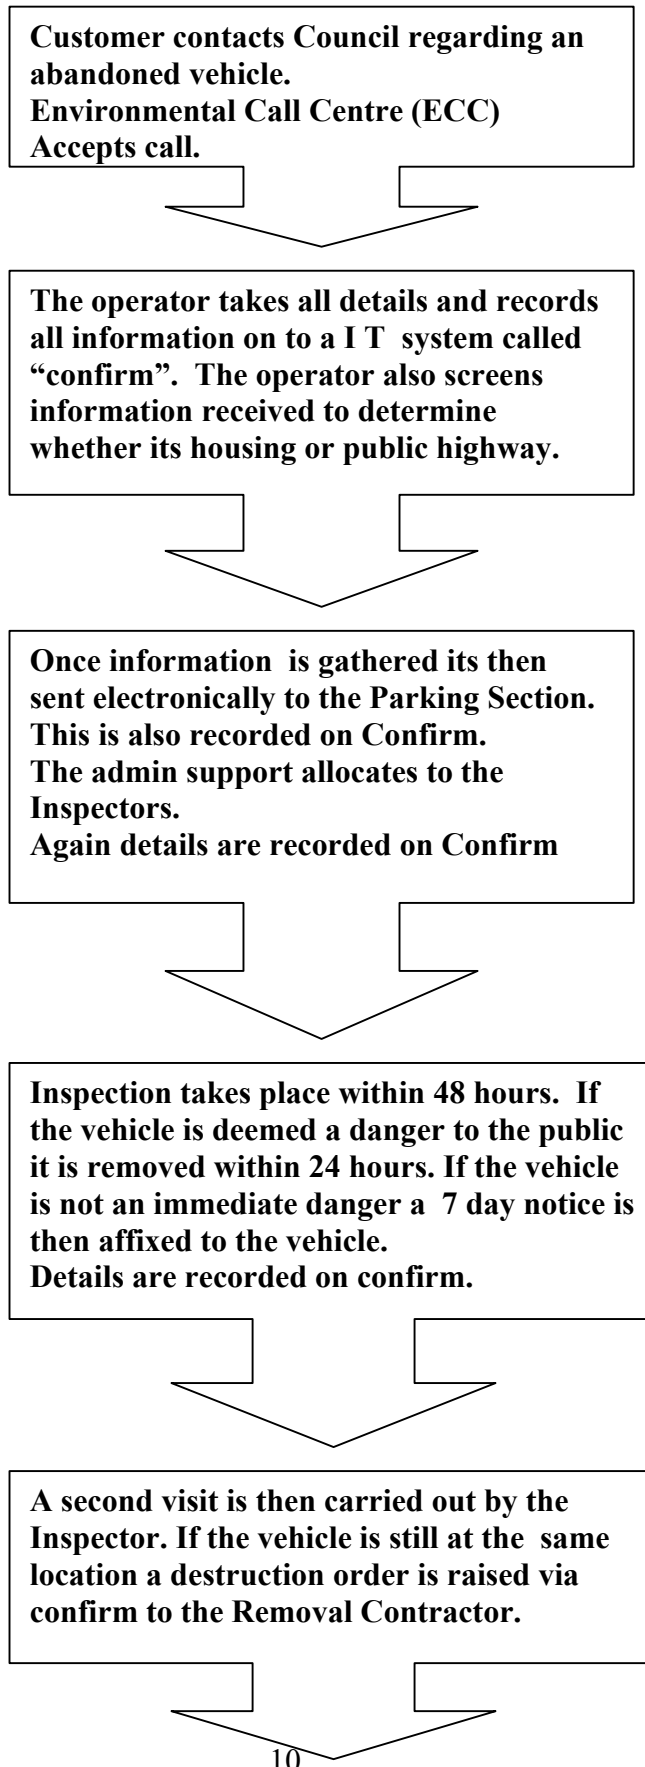 Customer contacts Council regarding an
abandoned vehicle.
Environmental Call Centre (ECC)
Accepts call.
The operator takes all details and records
all information on to a I T system called
“confirm”. The operator also screens
information received to determine
whether its housing or public highway.
Once information is gathered its then
sent electronically to the Parking Section.
This is also recorded on Confirm.
The admin support allocates to the
Inspectors.
Again details are recorded on Confirm
Inspection takes place within 48 hours. If
the vehicle is deemed a danger to the public
it is removed within 24 hours. If the vehicle
is not an immediate danger a 7 day notice is
then affixed to the vehicle.
Details are recorded on confirm.
A second visit is then carried out by the
Inspector. If the vehicle is still at the same
location a destruction order is raised via
confirm to the Removal Contractor.
10